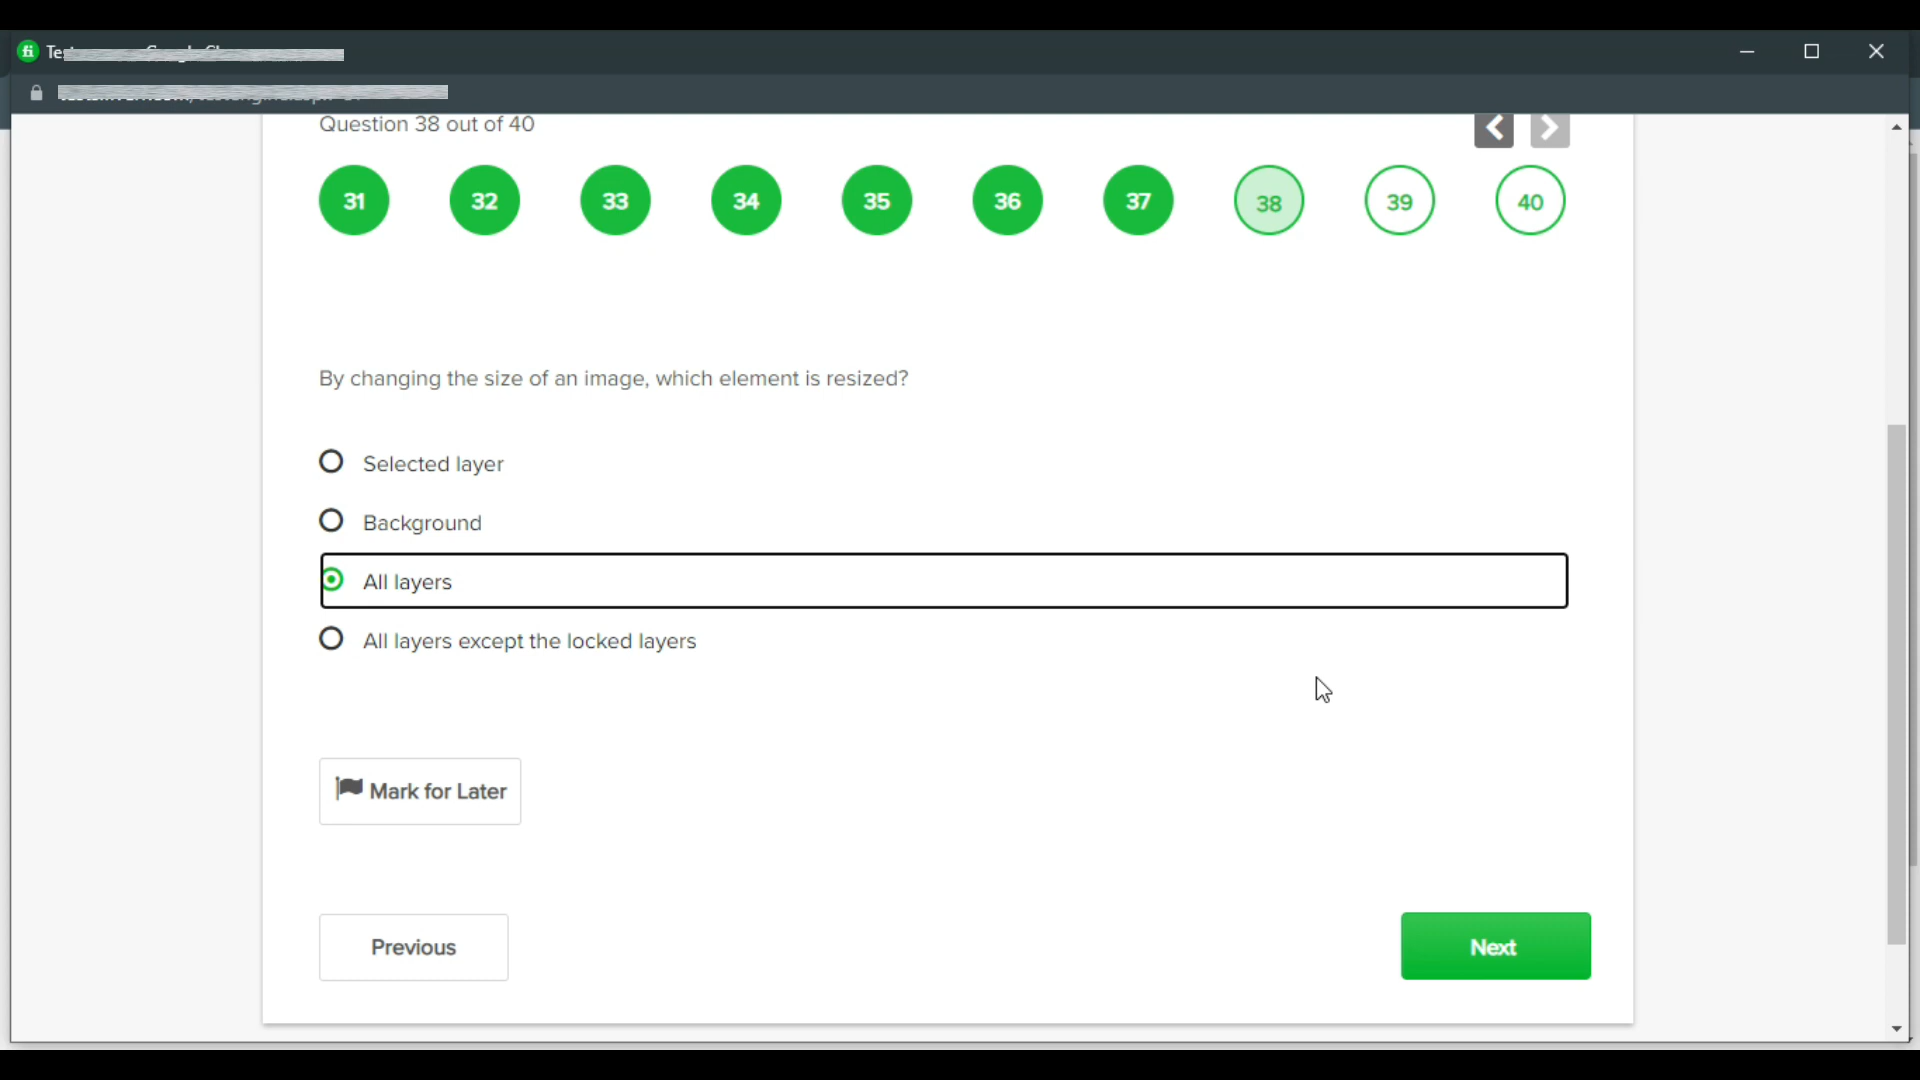 Question 38 out of 40
31 32 33 34 35 36 37 38 39 40
By changing the size of an image, which element is resized?
Selected layer
Background
All layers
All layers except the locked layers
Mark for Later
Previous
Next